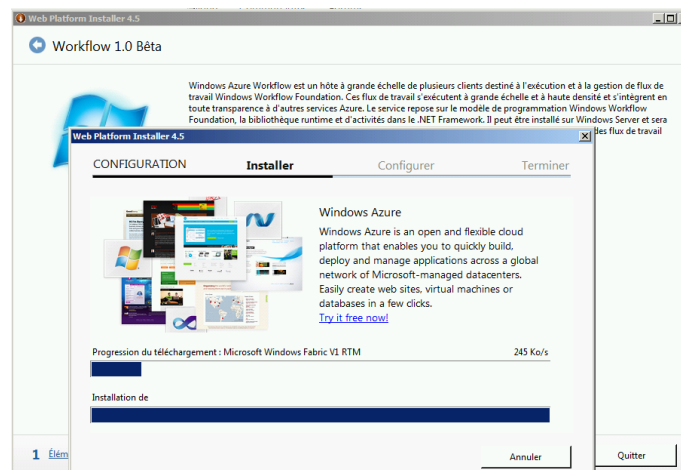 Web Platform Installer 4.5
Workflow 1.0 Bêta
Windows Azure Workflow est un hôte à grande échelle de plusieurs clients destiné à l'exécution et à la gestion de flux de
travail Windows Workflow Foundation. Ces flux de travail s'exécutent à grande échelle et à haute densité et s'intègrent en
toute transparence à d'autres services Azure. Le service repose sur le modèle de programmation Windows Workflow
Foundation, la bibliothèque runtime et d'activités dans le .NET Framework. Il peut être installé sur Windows Server et sera
des flux de travail
Web Platform Installer 4.5
CONFIGURATION
Installer
Configurer
Terminer
Windows Azure
Windows Azure is an open and flexible cloud
platform that enables you to quickly build,
deploy and manage applications across a global
network of Microsoft-managed datacenters.
Easily create web sites, virtual machines or
databases in a few clicks.
Try it free now!
Progression du téléchargement : Microsoft Windows Fabric V1 RTM
245 Ko/s
Installation de
1 Élém
Annuler
Quitter